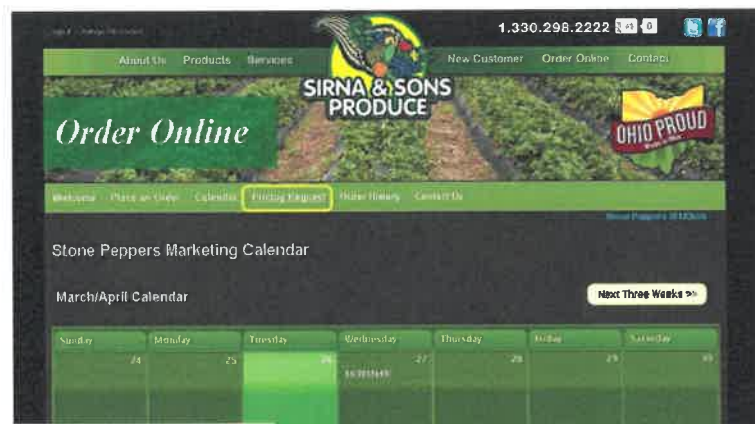 1.330.298.2222
About Us Products Services New Customer Order Online Contact
SIRNA & SONS
PRODUCE
Order Online
OHIO PROUD
Welcome Place an Order Calendar Pricing Request Order History Contact Us
Stone Peppers
Stone Peppers Marketing Calendar
March/April Calendar
Next Three Weeks >>
Sunday Monday Tuesday Wednesday Thursday Friday Saturday
24 25 26 27 28 29 30